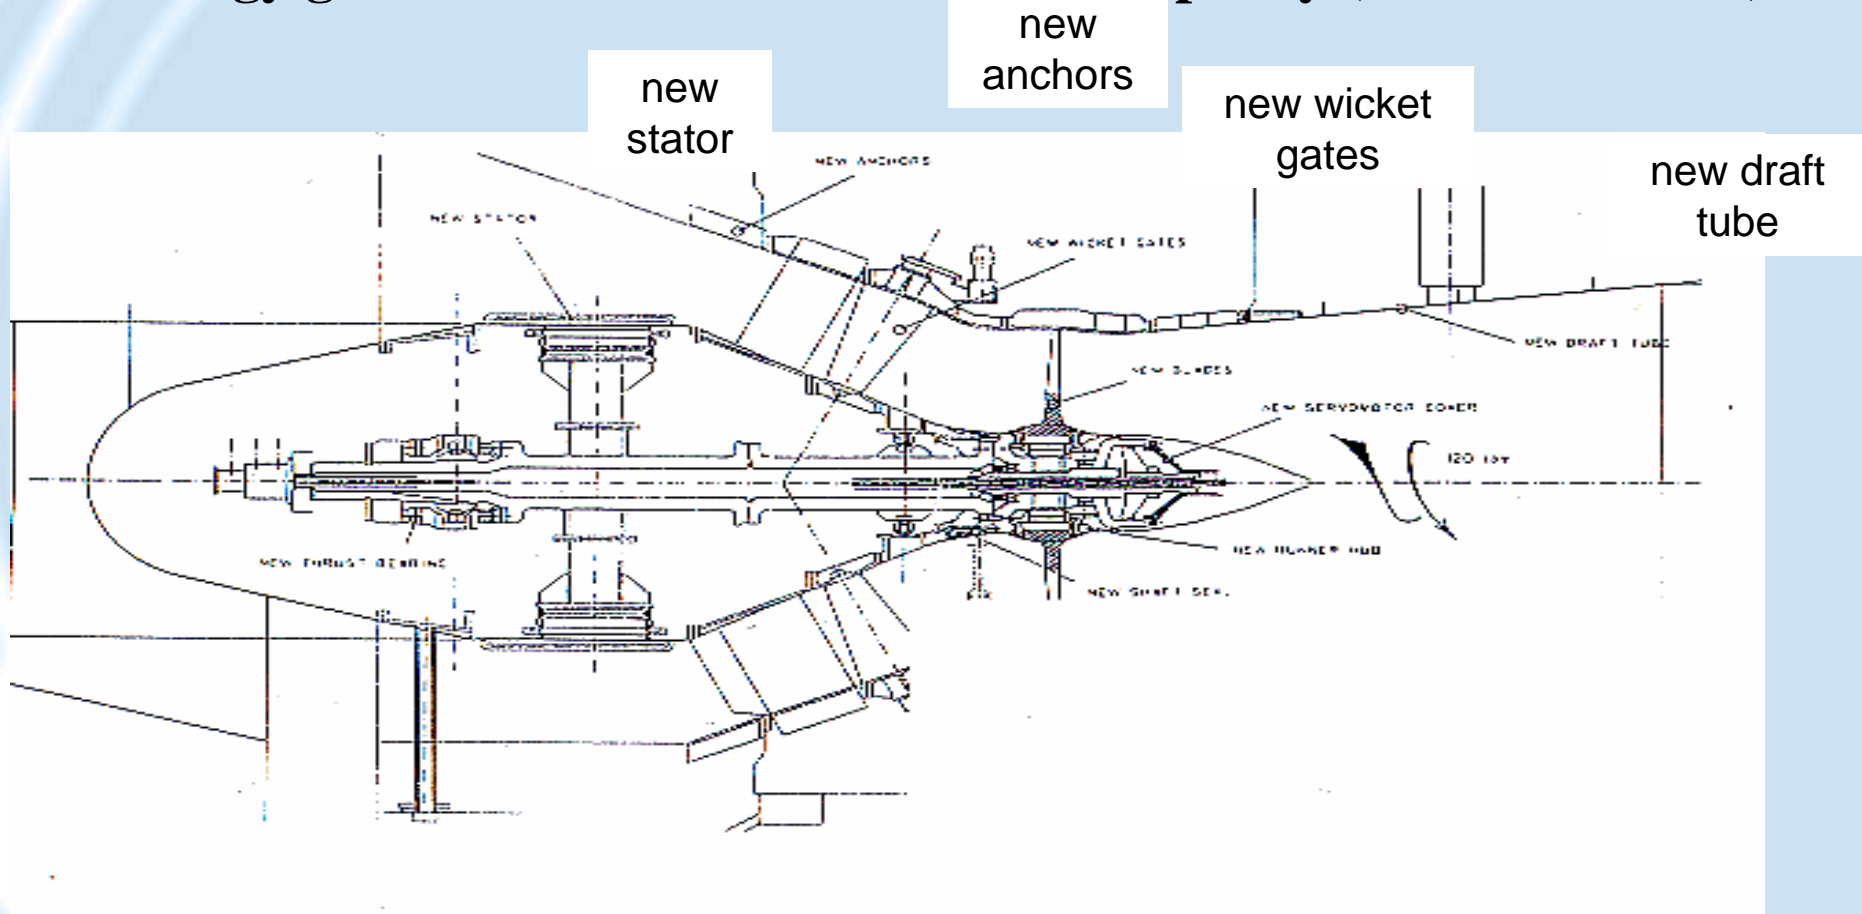 new
anchors
new
stator
new wicket
gates
new draft
tube
NEW ANCHORS
NEW STATOR
NEW WICKET GATES
NEW DRAFT TUBE
NEW BLADES
NEW SERVOMOTOR COVER
120
NEW THRUST BEARING
NEW RUNNER HUB
NEW SHAFT SEAL